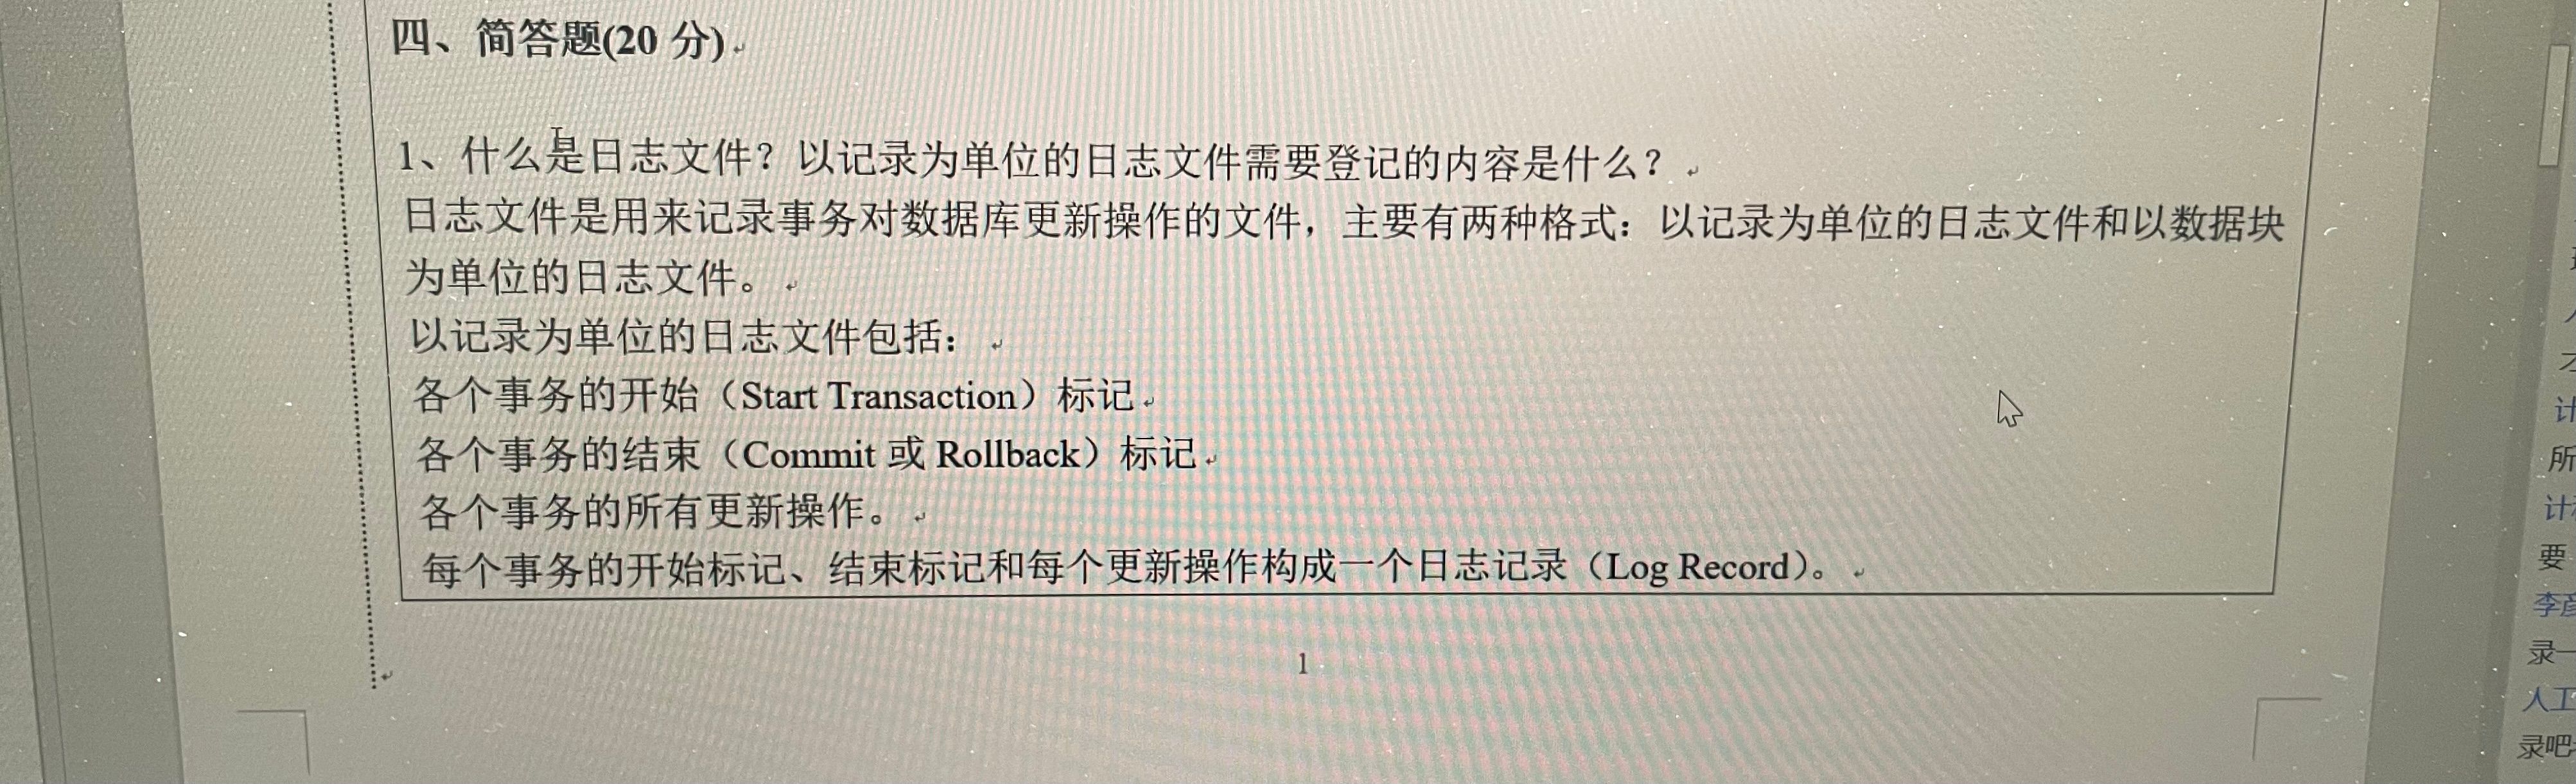 四、简答题(20 分)
1、什么是日志文件？以记录为单位的日志文件需要登记的内容是什么？
日志文件是用来记录事务对数据库更新操作的文件，主要有两种格式：以记录为单位的日志文件和以数据块
为单位的日志文件。
以记录为单位的日志文件包括：
各个事务的开始（Start Transaction）标记
各个事务的结束（Commit 或 Rollback）标记
各个事务的所有更新操作。
每个事务的开始标记、结束标记和每个更新操作构成一个日志记录（Log Record）。
1
计
所
要
录一
人工
录吧